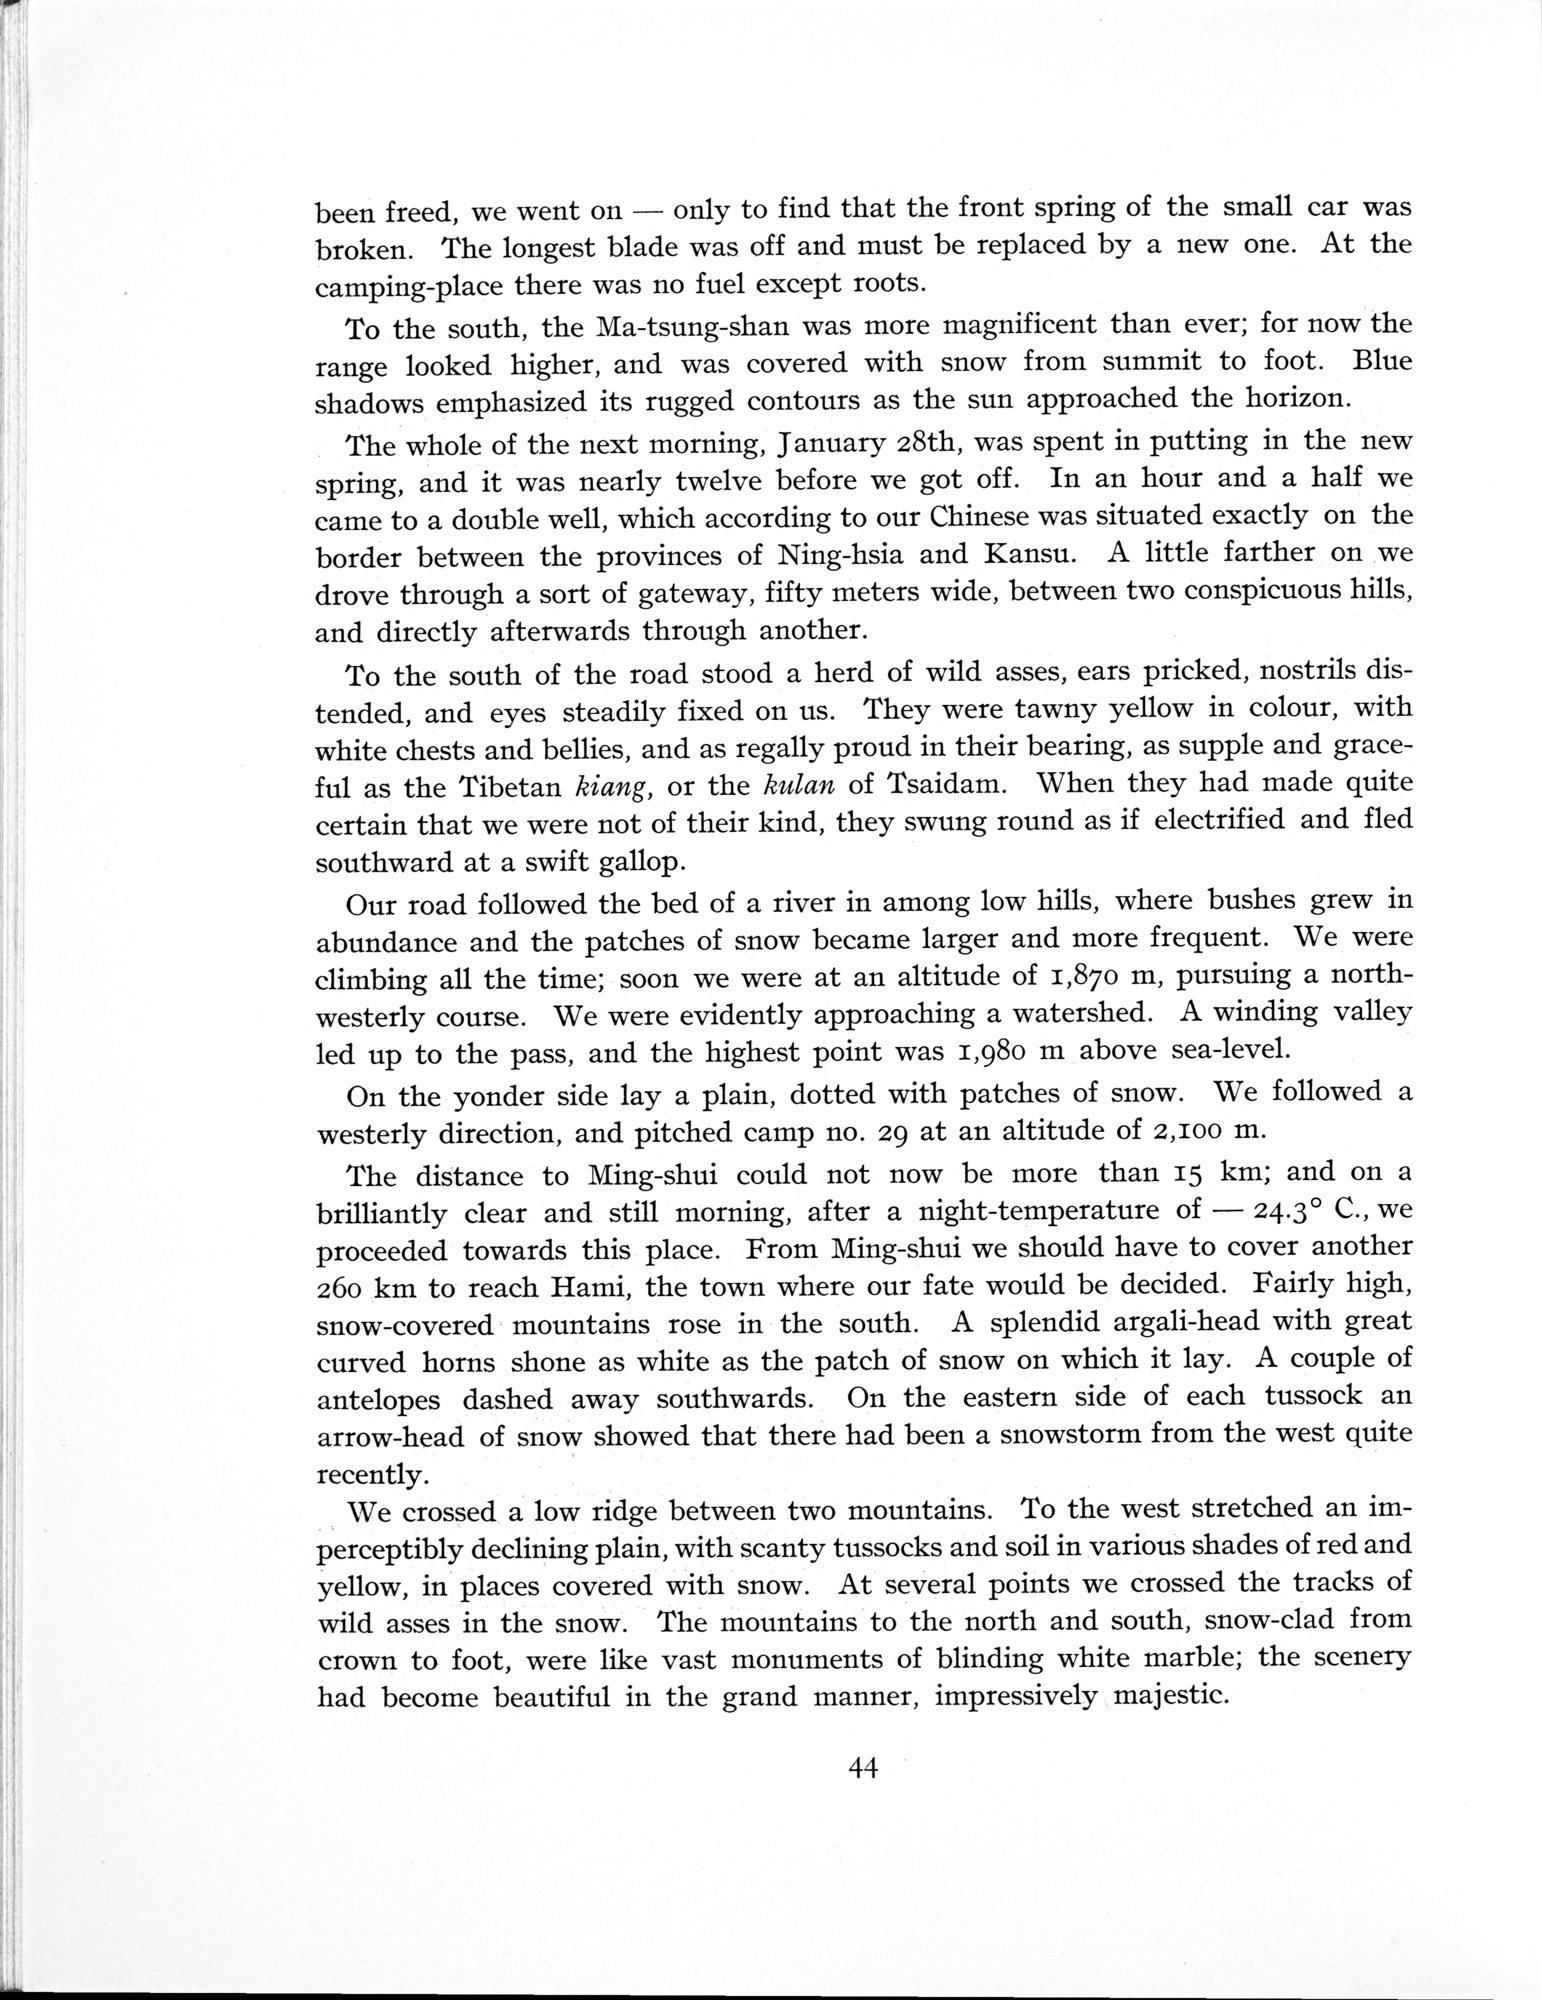 been freed, we went on — only to find that the front spring of the small car was
broken. The longest blade was off and must be replaced by a new one. At the
camping-place there was no fuel except roots.
To the south, the Ma-tsung-shan was more magnificent than ever; for now the
range looked higher, and was covered with snow from summit to foot. Blue
shadows emphasized its rugged contours as the sun approached the horizon.
The whole of the next morning, January 28th, was spent in putting in the new
spring, and it was nearly twelve before we got off. In an hour and a half we
came to a double well, which according to our Chinese was situated exactly on the
border between the provinces of Ning-hsia and Kansu. A little farther on we
drove through a sort of gateway, fifty meters wide, between two conspicuous hills,
and directly afterwards through another.
To the south of the road stood a herd of wild asses, ears pricked, nostrils dis-
tended, and eyes steadily fixed on us. They were tawny yellow in colour, with
white chests and bellies, and as regally proud in their bearing, as supple and grace-
ful as the Tibetan kiang, or the kulan of Tsaidam. When they had made quite
certain that we were not of their kind, they swung round as if electrified and fled
southward at a swift gallop.
Our road followed the bed of a river in among low hills, where bushes grew in
abundance and the patches of snow became larger and more frequent. We were
climbing all the time; soon we were at an altitude of 1,870 m, pursuing a north-
westerly course. We were evidently approaching a watershed. A winding valley
led up to the pass, and the highest point was 1,980 m above sea-level.
On the yonder side lay a plain, dotted with patches of snow. We followed a
westerly direction, and pitched camp no. 29 at an altitude of 2,100 m.
The distance to Ming-shui could not now be more than 15 km; and on a
brilliantly clear and still morning, after a night-temperature of — 24.3° C., we
proceeded towards this place. From Ming-shui we should have to cover another
260 km to reach Hami, the town where our fate would be decided. Fairly high,
snow-covered mountains rose in the south. A splendid argali-head with great
curved horns shone as white as the patch of snow on which it lay. A couple of
antelopes dashed away southwards. On the eastern side of each tussock an
arrow-head of snow showed that there had been a snowstorm from the west quite
recently.
We crossed a low ridge between two mountains. To the west stretched an im-
perceptibly declining plain, with scanty tussocks and soil in various shades of red and
yellow, in places covered with snow. At several points we crossed the tracks of
wild asses in the snow. The mountains to the north and south, snow-clad from
crown to foot, were like vast monuments of blinding white marble; the scenery
had become beautiful in the grand manner, impressively majestic.
44